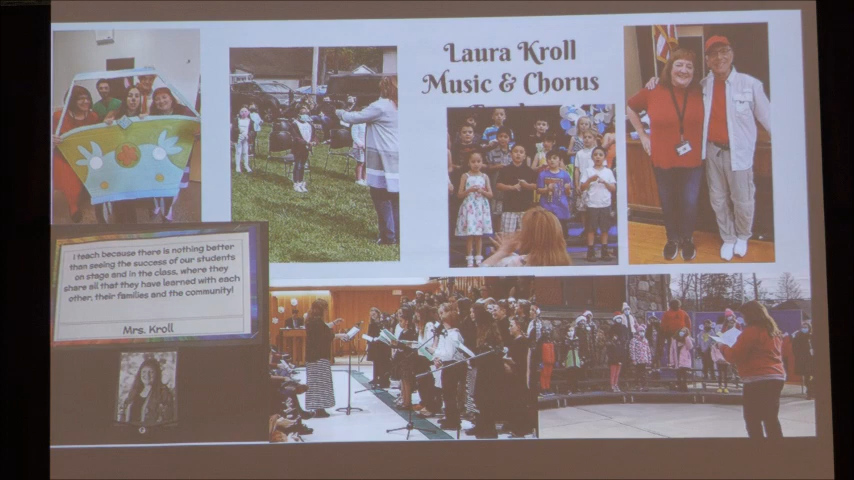 Laura Kroll
Music & Chorus
I teach because there is nothing better
than seeing the success of our students
on stage and in the class, where they
share all that they have learned with each
other, their families and the community!
Mrs. Kroll